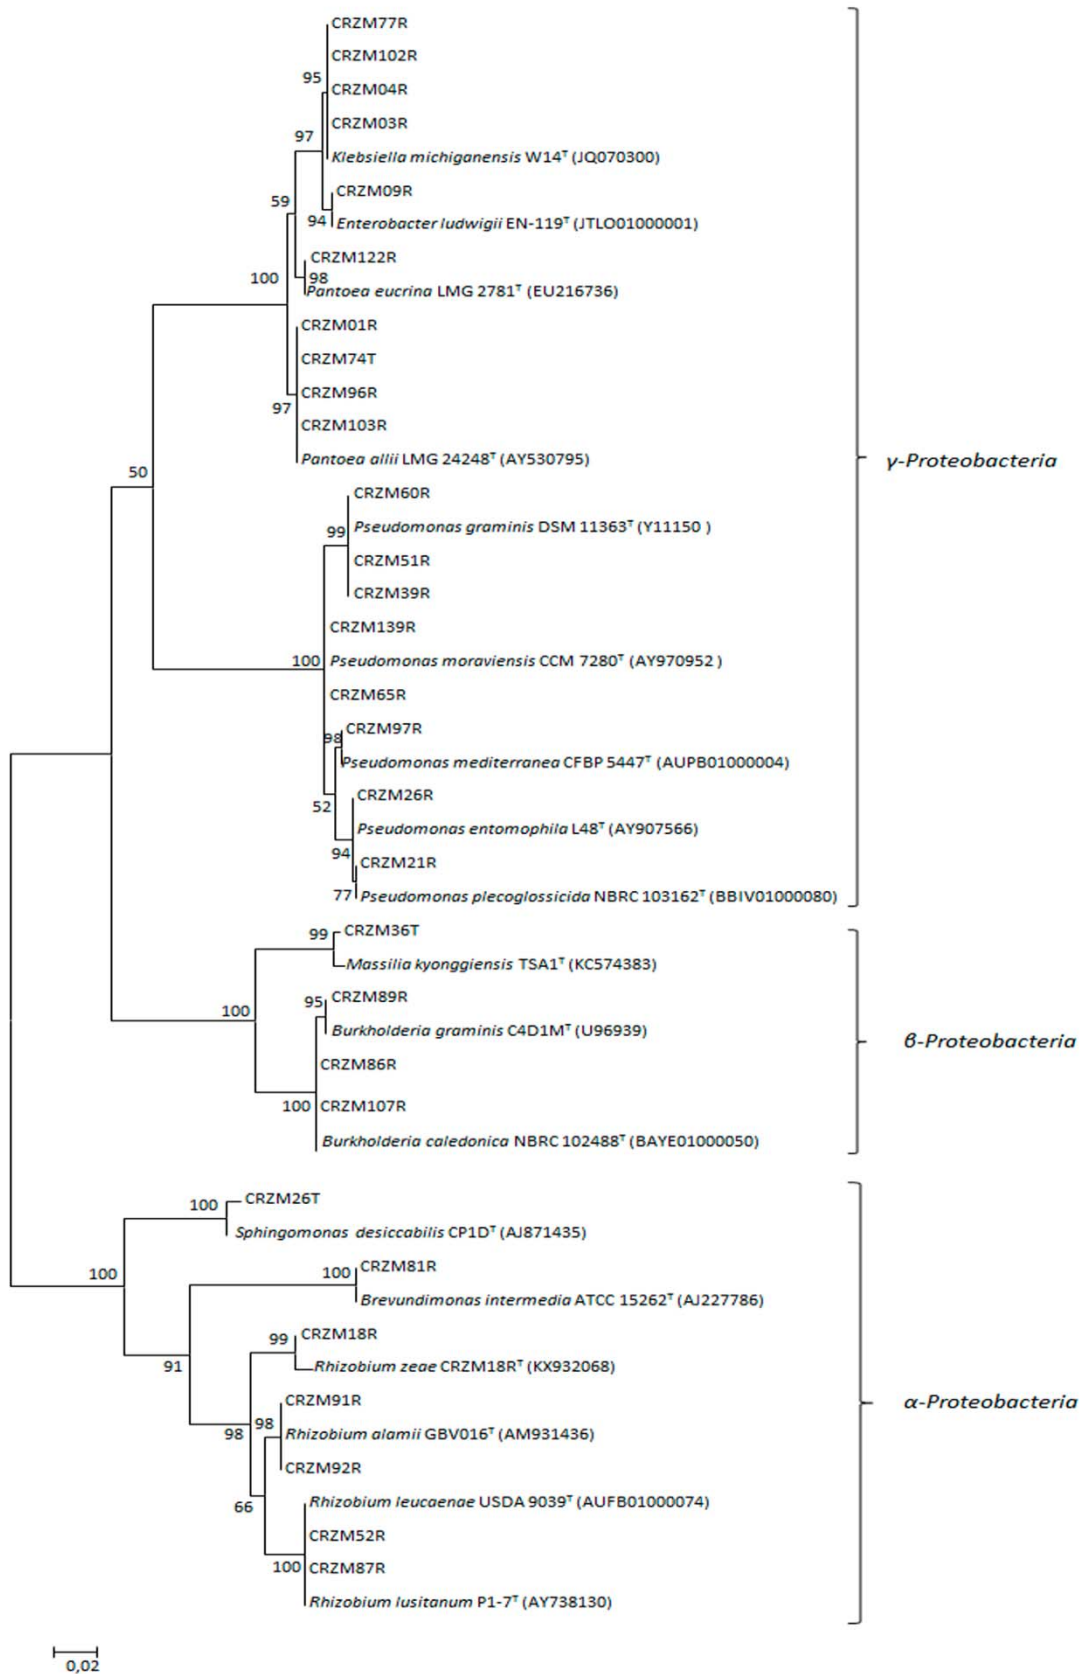 CRZM77R
CRZM102R
95
CRZM04R
CRZM03R
97
Klebsiella michiganensis W14ᵀ (JQ070300)
CRZM09R
59
94 Enterobacter ludwigii EN-119ᵀ (JTLO01000001)
CRZM122R
100
98
Pantoea eucrina LMG 2781ᵀ (EU216736)
CRZM01R
CRZM74T
CRZM96R
97
CRZM103R
Pantoea allii LMG 24248ᵀ (AY530795)
γ-Proteobacteria
50
CRZM60R
99 Pseudomonas graminis DSM 11363ᵀ (Y11150 )
CRZM51R
CRZM39R
CRZM139R
100 Pseudomonas moraviensis CCM 7280ᵀ (AY970952 )
CRZM65R
CRZM97R
98
Pseudomonas mediterranea CFBP 5447ᵀ (AUPB01000004)
CRZM26R
52
Pseudomonas entomophila L48ᵀ (AY907566)
94
CRZM21R
77 Pseudomonas plecoglossicida NBRC 103162ᵀ (BBIV01000080)
99 CRZM36T
Massilia kyonggiensis TSA1ᵀ (KC574383)
95 CRZM89R
100
Burkholderia graminis C4D1Mᵀ (U96939)
β-Proteobacteria
CRZM86R
100 CRZM107R
Burkholderia caledonica NBRC 102488ᵀ (BAYE01000050)
100 CRZM26T
Sphingomonas desiccabilis CP1Dᵀ (AJ871435)
100
100 CRZM81R
Brevundimonas intermedia ATCC 15262ᵀ (AJ227786)
99 CRZM18R
91
Rhizobium zeae CRZM18Rᵀ (KX932068)
CRZM91R
α-Proteobacteria
98
98
Rhizobium alamii GBV016ᵀ (AM931436)
CRZM92R
66
Rhizobium leucaenae USDA 9039ᵀ (AUFB01000074)
CRZM52R
100 CRZM87R
Rhizobium lusitanum P1-7ᵀ (AY738130)
0,02